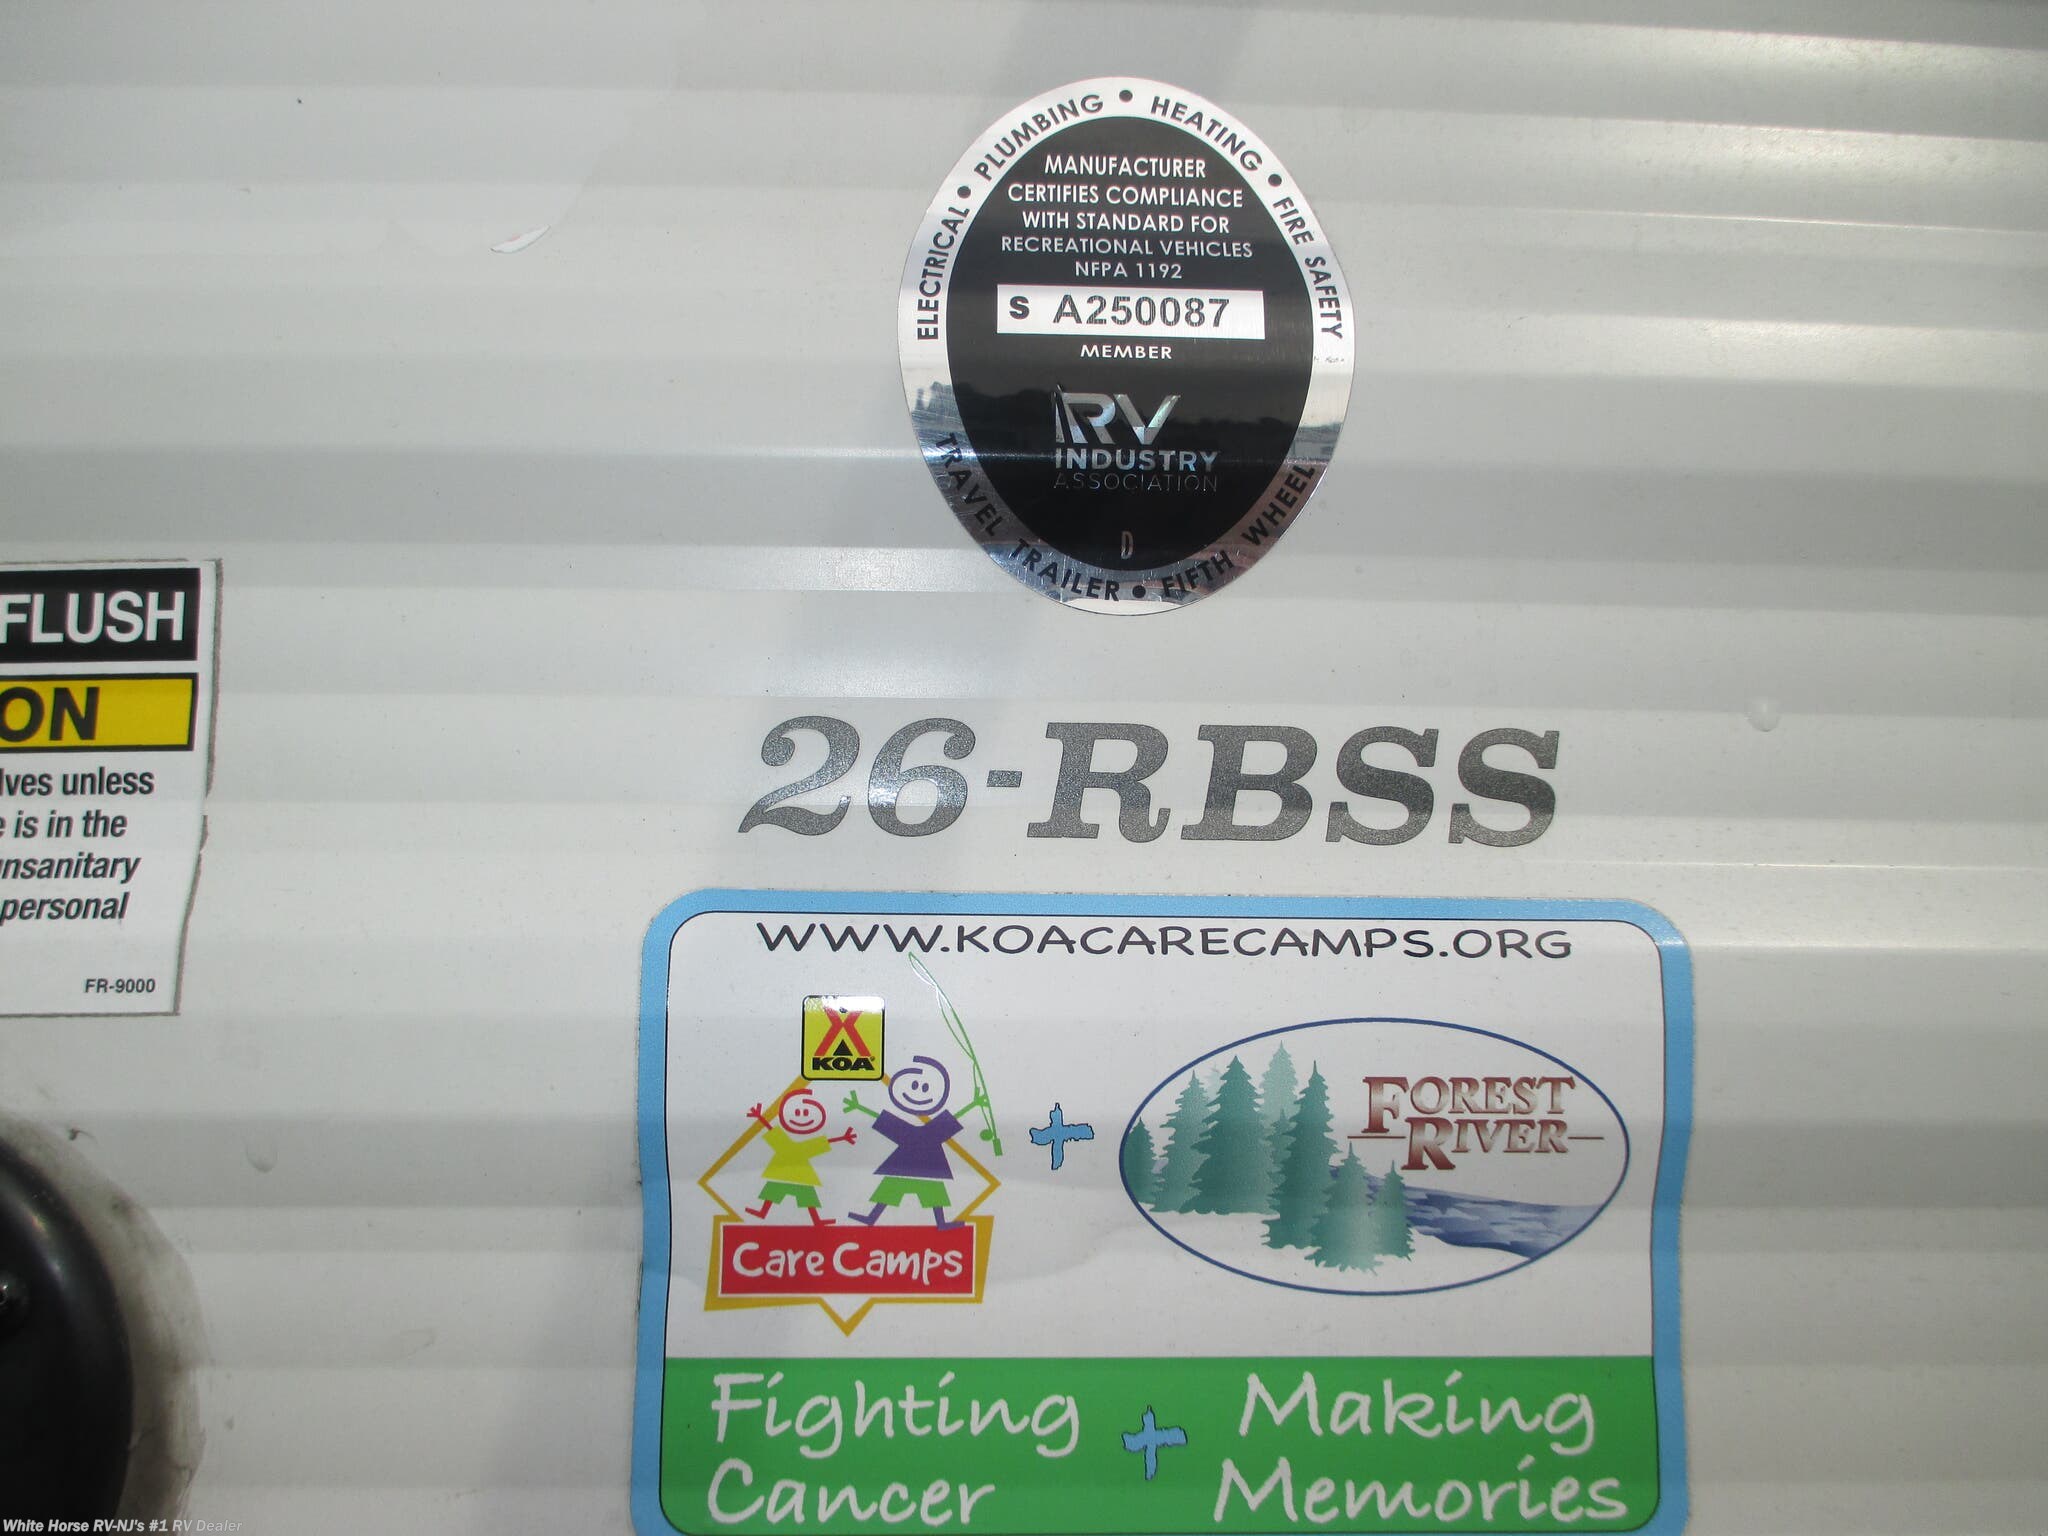 ELECTRICAL • PLUMBING • HEATING • FIRE SAFETY
MANUFACTURER
CERTIFIES COMPLIANCE
WITH STANDARD FOR
RECREATIONAL VEHICLES
NFPA 1192
S A250087
MEMBER
RV
INDUSTRY
ASSOCIATION
D
TRAVEL TRAILER • FIFTH WHEEL
FLUSH
ON
lves unless
e is in the
nsanitary
personal
FR-9000
26-RBSS
WWW.KOACARECAMPS.ORG
KOA
Care Camps
+
FOREST
RIVER
Fighting
Cancer
+
Making
Memories
White Horse RV-NJ's #1 RV Dealer